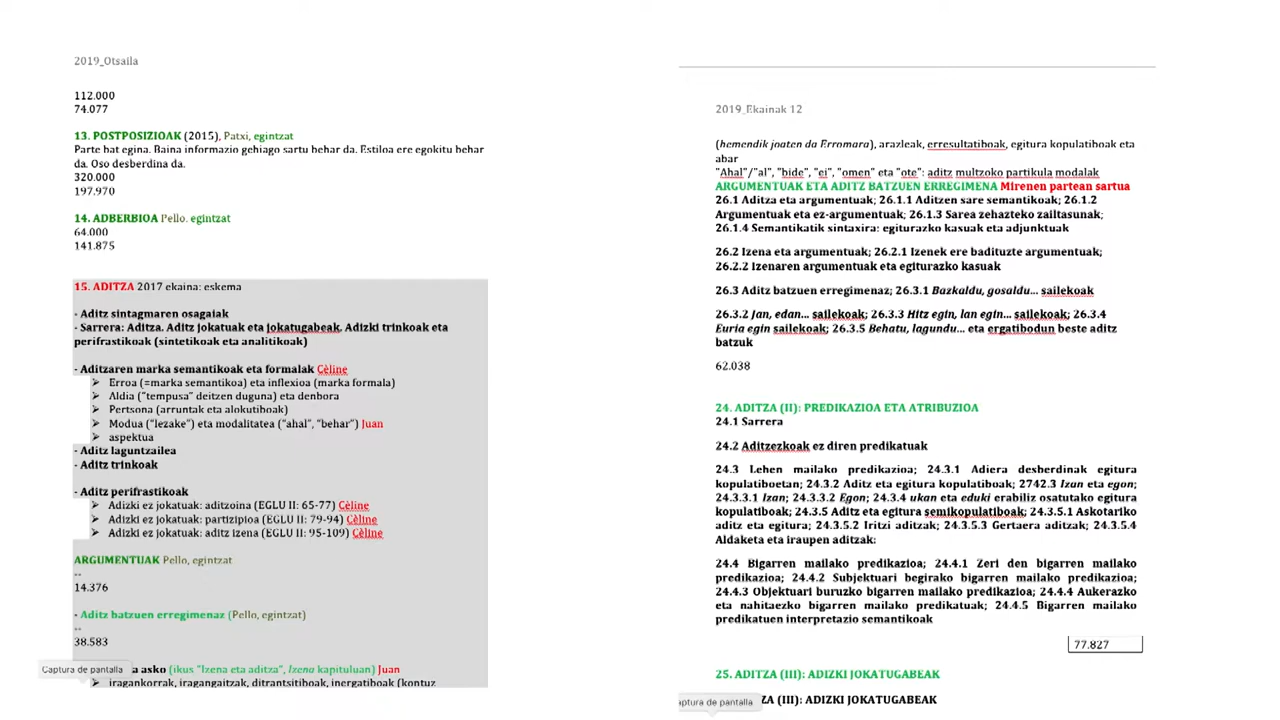 2019_Otsaila
112.000
74.077
13. POSTPOSIZIOAK (2015), Patxi, egintzat
Parte bat egina. Baina informazio gehiago sartu behar da. Estiloa ere egokitu behar
da. Oso desberdina da.
320.000
197.970
14. ADBERBIOA Pello. egintzat
64.000
141.875
15. ADITZA 2017 ekaina: eskema
- Aditz sintagmaren osagaiak
- Sarrera: Aditza. Aditz jokatuak eta jokatugabeak. Adizki trinkoak eta
perifrastikoak (sintetikoak eta analitikoak)
- Aditzaren marka semantikoak eta formalak Cèline
➢ Erroa (=marka semantikoa) eta inflexioa (marka formala)
➢ Aldia ("tempusa" deitzen duguna) eta denbora
➢ Pertsona (arruntak eta alokutiboak)
➢ Modua ("lezake") eta modalitatea ("ahal", "behar") Juan
➢ aspektua
- Aditz laguntzailea
- Aditz trinkoak
- Aditz perifrastikoak
➢ Adizki ez jokatuak: aditzoina (EGLU II: 65-77) Cèline
➢ Adizki ez jokatuak: partizipioa (EGLU II: 79-94) Cèline
➢ Adizki ez jokatuak: aditz izena (EGLU II: 95-109) Cèline
ARGUMENTUAK Pello, egintzat
--
14.376
- Aditz batzuen erregimenaz (Pello, egintzat)
--
38.583
Captura de pantalla a asko (ikus "Izena eta aditza", Izena kapituluan) Juan
➢ iragankorrak, iragangaitzak, ditrantsitiboak, inergatiboak (kontuz
2019_Ekainak 12
(hemendik joaten da Erromara), arazleak, erresultatiboak, egitura kopulatiboak eta
abar
"Ahal"/"al", "bide", "ei", "omen" eta "ote": aditz multzoko partikula modalak
ARGUMENTUAK ETA ADITZ BATZUEN ERREGIMENA Mirenen partean sartua
26.1 Aditza eta argumentuak; 26.1.1 Aditzen sare semantikoak; 26.1.2
Argumentuak eta ez-argumentuak; 26.1.3 Sarea zehazteko zailtasunak;
26.1.4 Semantikatik sintaxira: egiturazko kasuak eta adjunktuak
26.2 Izena eta argumentuak; 26.2.1 Izenek ere badituzte argumentuak;
26.2.2 Izenaren argumentuak eta egiturazko kasuak
26.3 Aditz batzuen erregimenaz; 26.3.1 Bazkaldu, gosaldu... sailekoak
26.3.2 Jan, edan... sailekoak; 26.3.3 Hitz egin, lan egin... sailekoak; 26.3.4
Euria egin sailekoak; 26.3.5 Behatu, lagundu... eta ergatibodun beste aditz
batzuk
62.038
24. ADITZA (II): PREDIKAZIOA ETA ATRIBUZIOA
24.1 Sarrera
24.2 Aditzezkoak ez diren predikatuak
24.3 Lehen mailako predikazioa; 24.3.1 Adiera desberdinak egitura
kopulatiboetan; 24.3.2 Aditz eta egitura kopulatiboak; 2742.3 Izan eta egon;
24.3.3.1 Izan; 24.3.3.2 Egon; 24.3.4 ukan eta eduki erabiliz osatutako egitura
kopulatiboak; 24.3.5 Aditz eta egitura semikopulatiboak; 24.3.5.1 Askotariko
aditz eta egitura; 24.3.5.2 Iritzi aditzak; 24.3.5.3 Gertaera aditzak; 24.3.5.4
Aldaketa eta iraupen aditzak:
24.4 Bigarren mailako predikazioa; 24.4.1 Zeri den bigarren mailako
predikazioa; 24.4.2 Subjektuari begirako bigarren mailako predikazioa;
24.4.3 Objektuari buruzko bigarren mailako predikazioa; 24.4.4 Aukerazko
eta nahitaezko bigarren mailako predikatuak; 24.4.5 Bigarren mailako
predikatuen interpretazio semantikoak
77.827
25. ADITZA (III): ADIZKI JOKATUGABEAK
aptura de pantalla ZA (III): ADIZKI JOKATUGABEAK